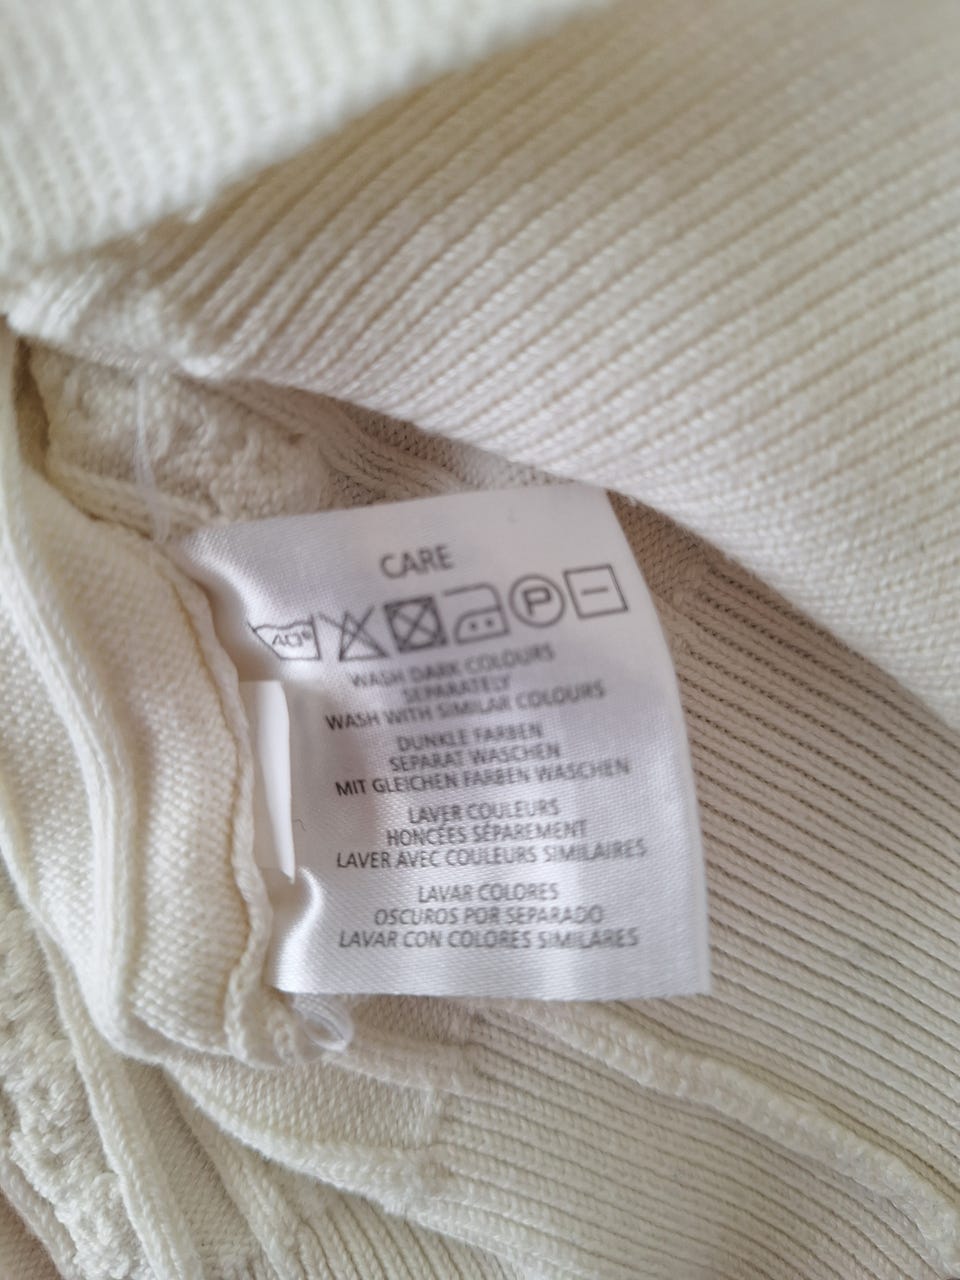 CARE
40° P
WASH DARK COLOURS
SEPARATELY
WASH WITH SIMILAR COLOURS
DUNKLE FARBEN
SEPARAT WASCHEN
MIT GLEICHEN FARBEN WASCHEN
LAVER COULEURS
HONCÉES SÉPAREMENT
LAVER AVEC COULEURS SIMILAIRES
LAVAR COLORES
OSCUROS POR SEPARADO
LAVAR CON COLORES SIMILARES